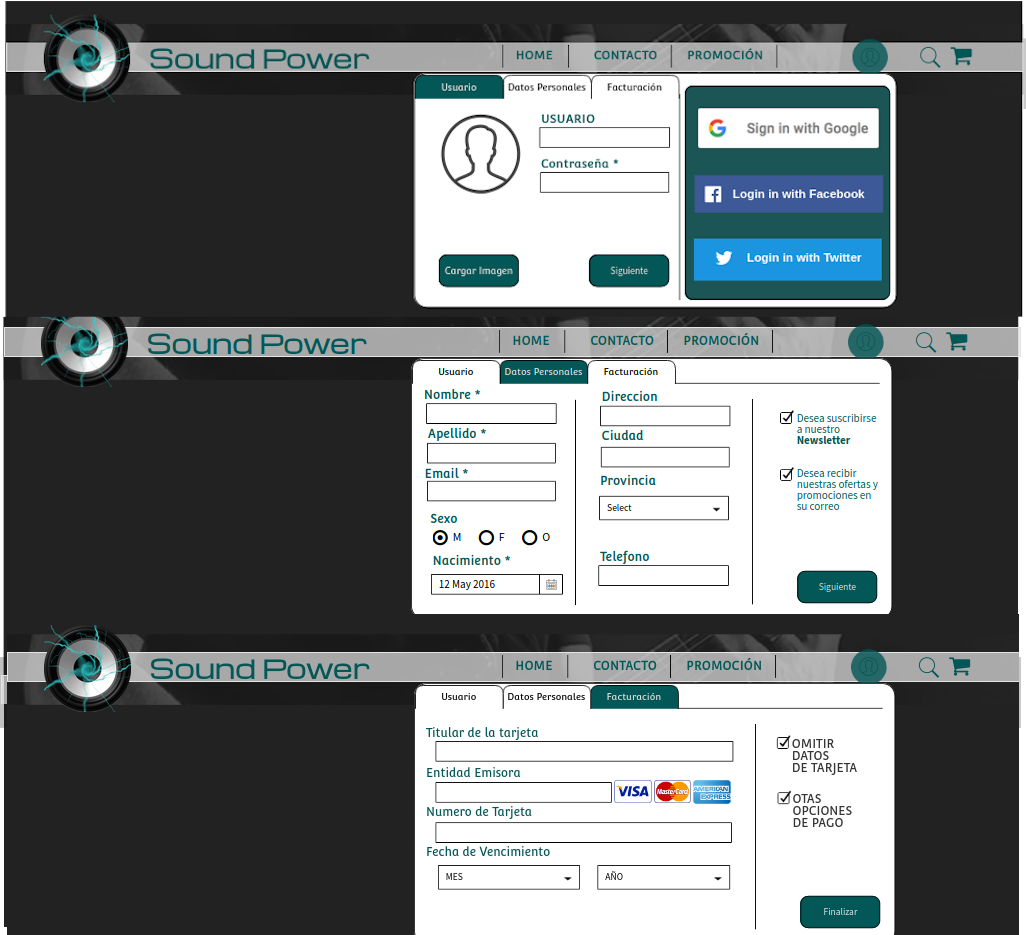 Sound Power
HOME
CONTACTO
PROMOCIÓN
Usuario
Datos Personales
Facturación
USUARIO
Contraseña *
Cargar Imagen
Siguiente
Sign in with Google
Login in with Facebook
Login in with Twitter
Sound Power
HOME
CONTACTO
PROMOCIÓN
Usuario
Datos Personales
Facturación
Nombre *
Apellido *
Email *
Sexo
M
F
O
Nacimiento *
12 May 2016
Direccion
Ciudad
Provincia
Select
Telefono
Desea suscribirse
a nuestro
Newsletter
Desea recibir
nuestras ofertas y
promociones en
su correo
Siguiente
Sound Power
HOME
CONTACTO
PROMOCIÓN
Usuario
Datos Personales
Facturación
Titular de la tarjeta
Entidad Emisora
VISA
MasterCard
AMERICAN
EXPRESS
Numero de Tarjeta
Fecha de Vencimiento
MES
AÑO
OMITIR
DATOS
DE TARJETA
OTAS
OPCIONES
DE PAGO
Finalizar